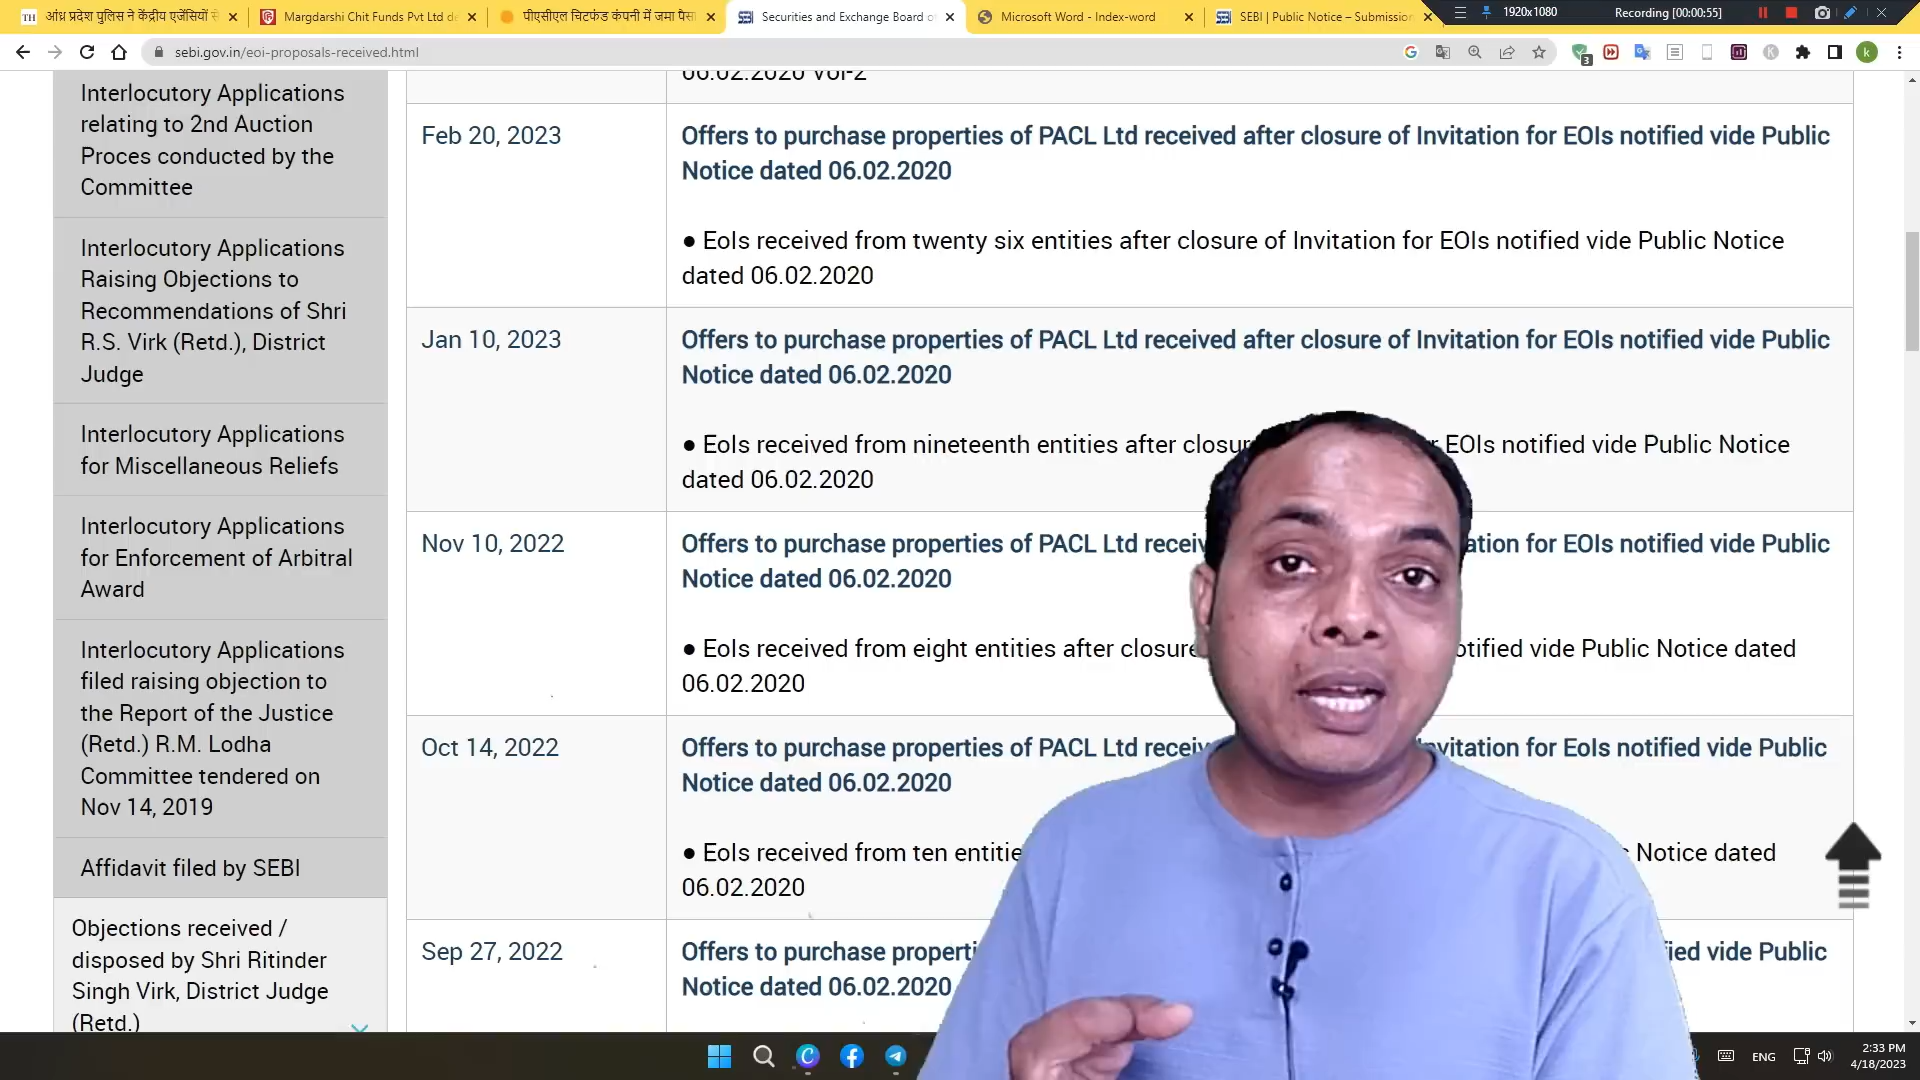 आंध्र प्रदेश पुलिस ने केंद्रीय एजेंसियों से
Margdarshi Chit Funds Pvt Ltd de
पीएसीएल चिटफंड कंपनी में जमा पैसा
Securities and Exchange Board o
Microsoft Word - Index-word
SEBI | Public Notice – Submission
1920x1080
Recording [00:00:55]
sebi.gov.in/eoi-proposals-received.html
Interlocutory Applications
relating to 2nd Auction
Proces conducted by the
Committee
Interlocutory Applications
Raising Objections to
Recommendations of Shri
R.S. Virk (Retd.), District
Judge
Interlocutory Applications
for Miscellaneous Reliefs
Interlocutory Applications
for Enforcement of Arbitral
Award
Interlocutory Applications
filed raising objection to
the Report of the Justice
(Retd.) R.M. Lodha
Committee tendered on
Nov 14, 2019
Affidavit filed by SEBI
Objections received /
disposed by Shri Ritinder
Singh Virk, District Judge
(Retd.)
06.02.2020 Vol-2
Feb 20, 2023
Offers to purchase properties of PACL Ltd received after closure of Invitation for EOIs notified vide Public
Notice dated 06.02.2020
● EoIs received from twenty six entities after closure of Invitation for EOIs notified vide Public Notice
dated 06.02.2020
Jan 10, 2023
Offers to purchase properties of PACL Ltd received after closure of Invitation for EOIs notified vide Public
Notice dated 06.02.2020
● EoIs received from nineteenth entities after closur EOIs notified vide Public Notice
dated 06.02.2020
Nov 10, 2022
Offers to purchase properties of PACL Ltd receiv ation for EOIs notified vide Public
Notice dated 06.02.2020
● EoIs received from eight entities after closure otified vide Public Notice dated
06.02.2020
Oct 14, 2022
Offers to purchase properties of PACL Ltd receiv nvitation for EoIs notified vide Public
Notice dated 06.02.2020
● EoIs received from ten entitie Notice dated
06.02.2020
Sep 27, 2022
Offers to purchase properti ied vide Public
Notice dated 06.02.2020
ENG
2:33 PM
4/18/2023